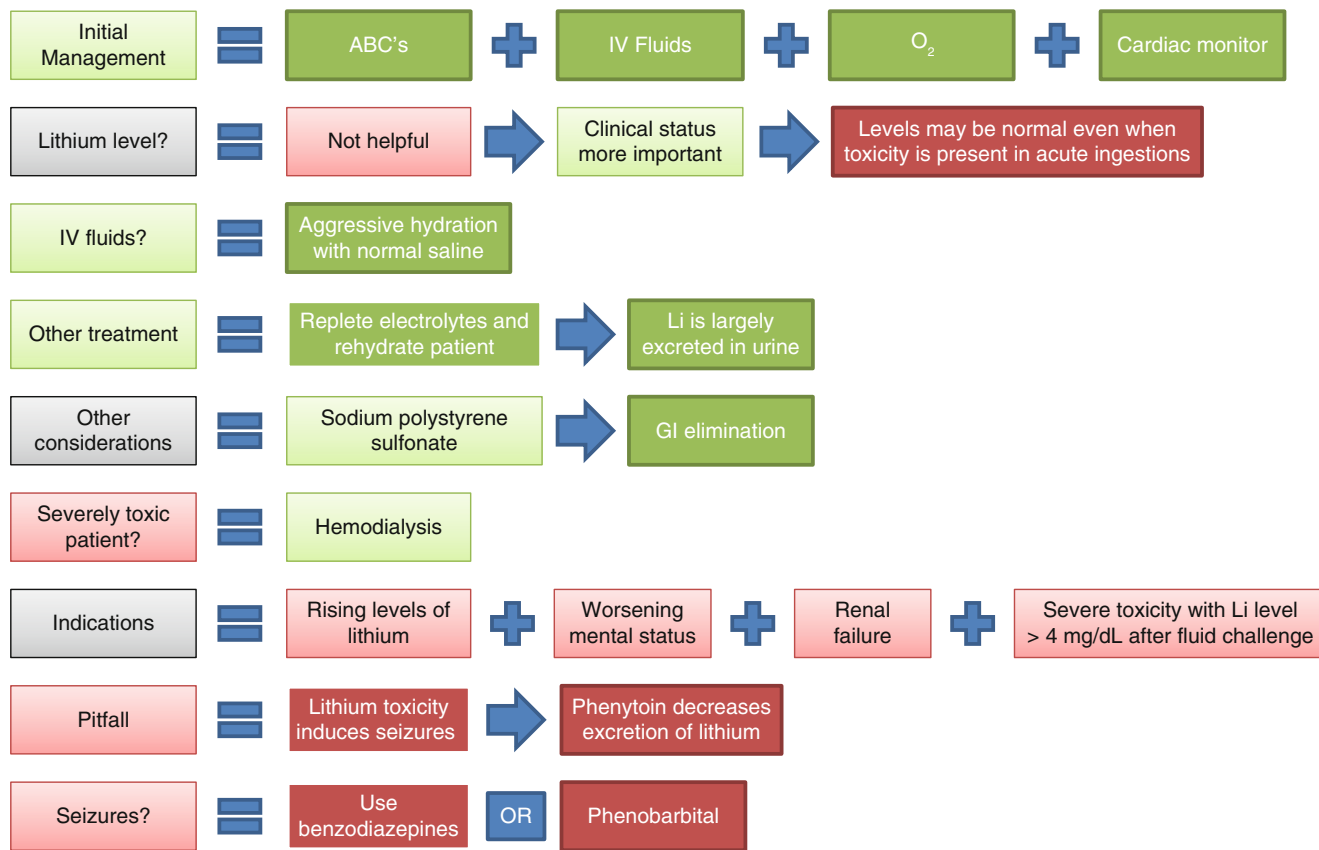 Initial
Management
ABC's
IV Fluids
O₂
Cardiac monitor
Lithium level?
Not helpful
Clinical status
more important
Levels may be normal even when
toxicity is present in acute ingestions
IV fluids?
Aggressive hydration
with normal saline
Other treatment
Replete electrolytes and
rehydrate patient
Li is largely
excreted in urine
Other
considerations
Sodium polystyrene
sulfonate
GI elimination
Severely toxic
patient?
Hemodialysis
Indications
Rising levels of
lithium
Worsening
mental status
Renal
failure
Severe toxicity with Li level
> 4 mg/dL after fluid challenge
Pitfall
Lithium toxicity
induces seizures
Phenytoin decreases
excretion of lithium
Seizures?
Use
benzodiazepines
OR
Phenobarbital